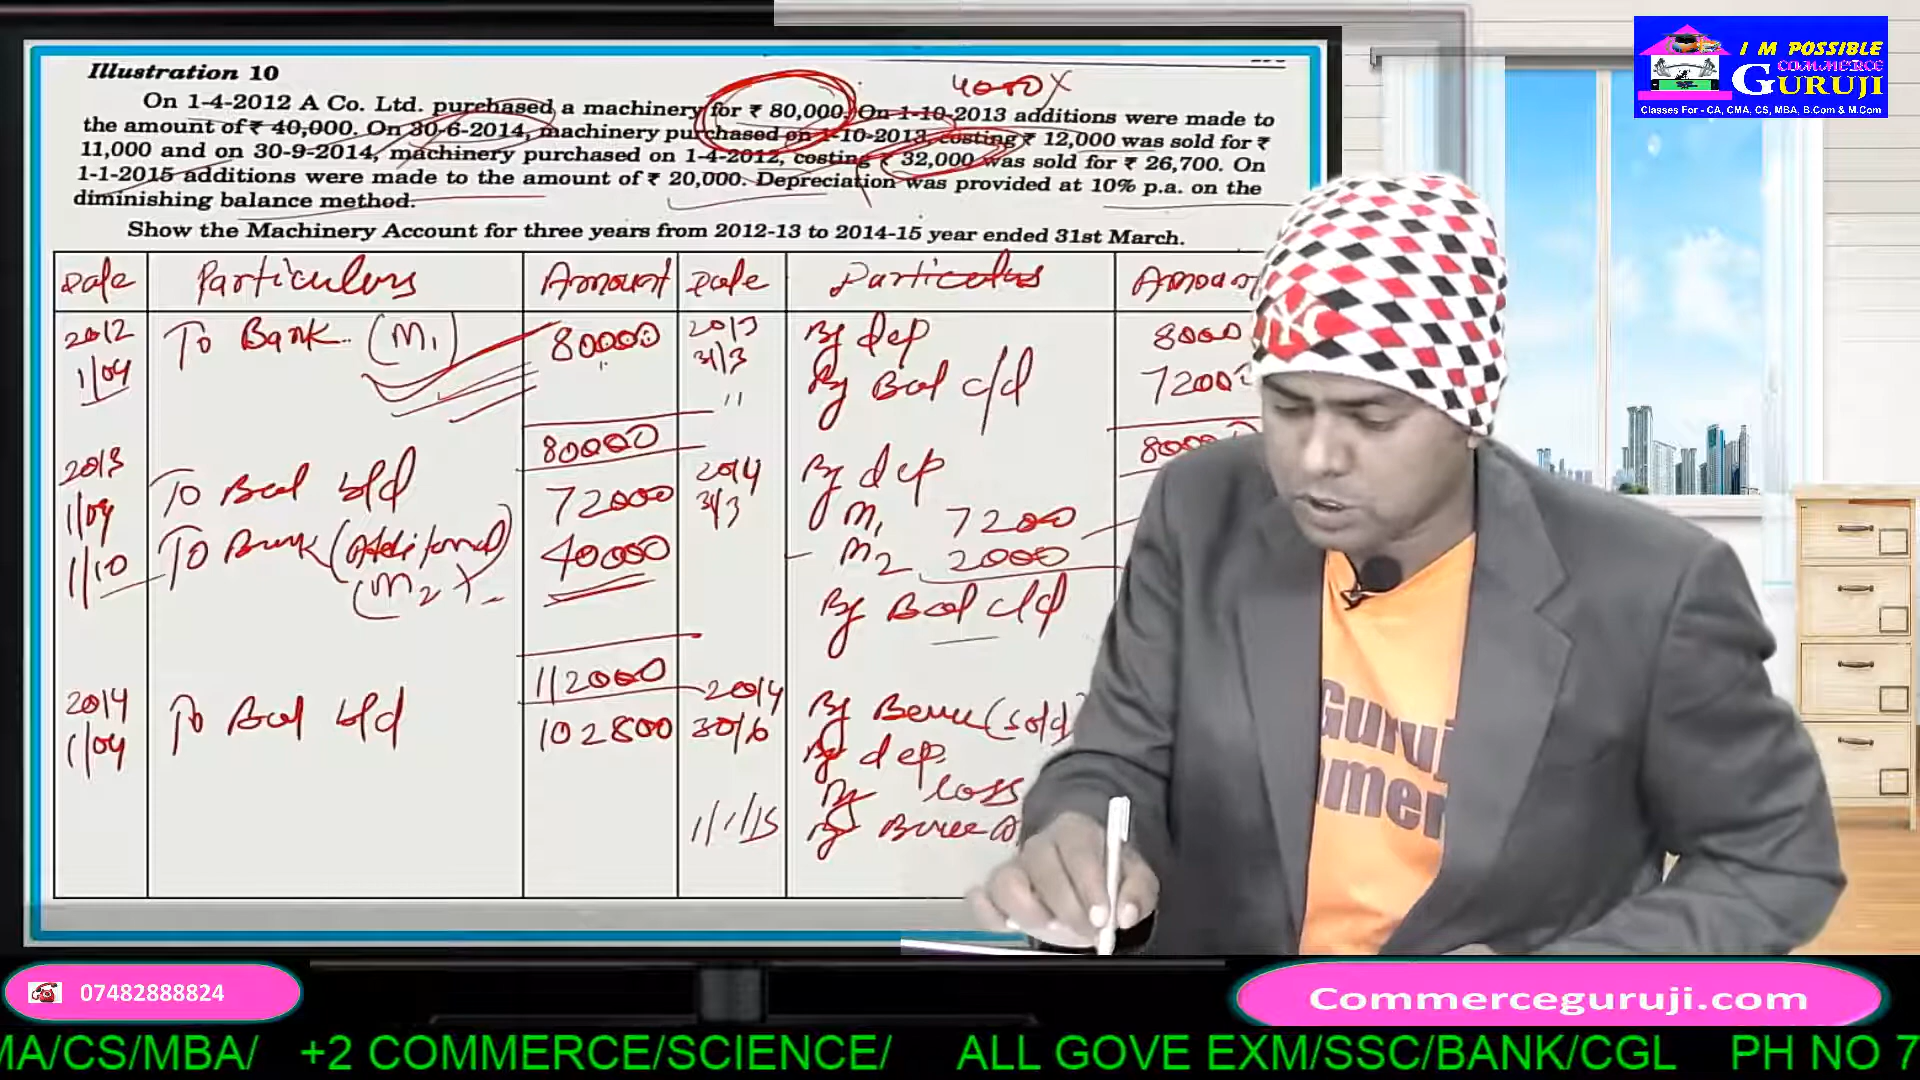 I M POSSIBLE
COMMERCE
GURUJI
Classes For - CA, CMA, CS, MBA, B.Com & M.Com
Illustration 10
4000 X
On 1-4-2012 A Co. Ltd. purchased a machinery for ₹ 80,000. On 1-10-2013 additions were made to
the amount of ₹ 40,000. On 30-6-2014, machinery purchased on 1-10-2013, costing ₹ 12,000 was sold for ₹
11,000 and on 30-9-2014, machinery purchased on 1-4-2012, costing ₹ 32,000 was sold for ₹ 26,700. On
1-1-2015 additions were made to the amount of ₹ 20,000. Depreciation was provided at 10% p.a. on the
diminishing balance method.
Show the Machinery Account for three years from 2012-13 to 2014-15 year ended 31st March.
Date Particulars Amount Date Particulars Amount
2012 To Bank (M1) 80000 2013 By dep 8000
1/04 31/3 By Bal c/d 7200
"
80000 8000
2013 To Bal b/d 72000 2014 By dep
1/04 31/3 M1 7200
1/10 To Bank (Additional) 40000 M2 2000
(M2)
By Bal c/d
112000
2014 To Bal b/d 102800 2014 By Bank (sold)
1/04 30/6 By dep
By loss
1/1/15 By
Guruji
07482888824
Commerceguruji.com
MA/CS/MBA/ +2 COMMERCE/SCIENCE/ ALL GOVE EXM/SSC/BANK/CGL PH NO 7